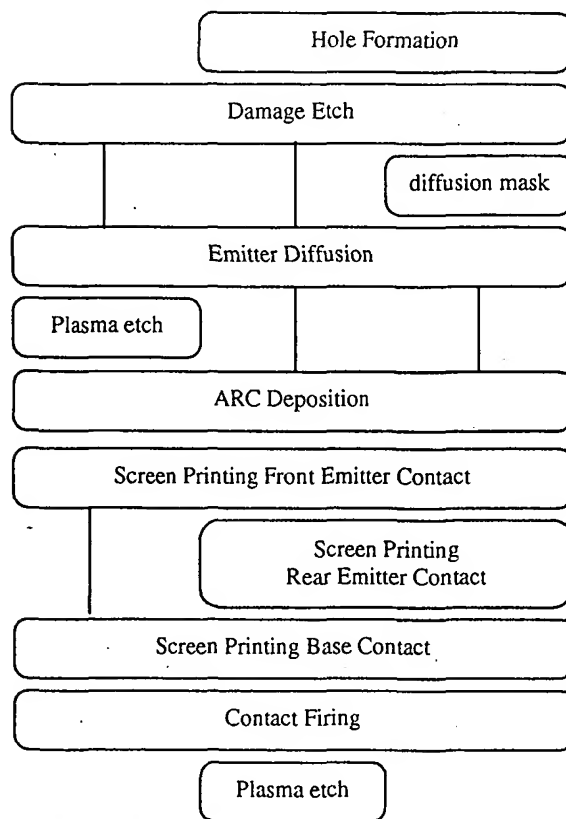 Hole Formation
Damage Etch
diffusion mask
Emitter Diffusion
Plasma etch
ARC Deposition
Screen Printing Front Emitter Contact
Screen Printing
Rear Emitter Contact
Screen Printing Base Contact
Contact Firing
Plasma etch